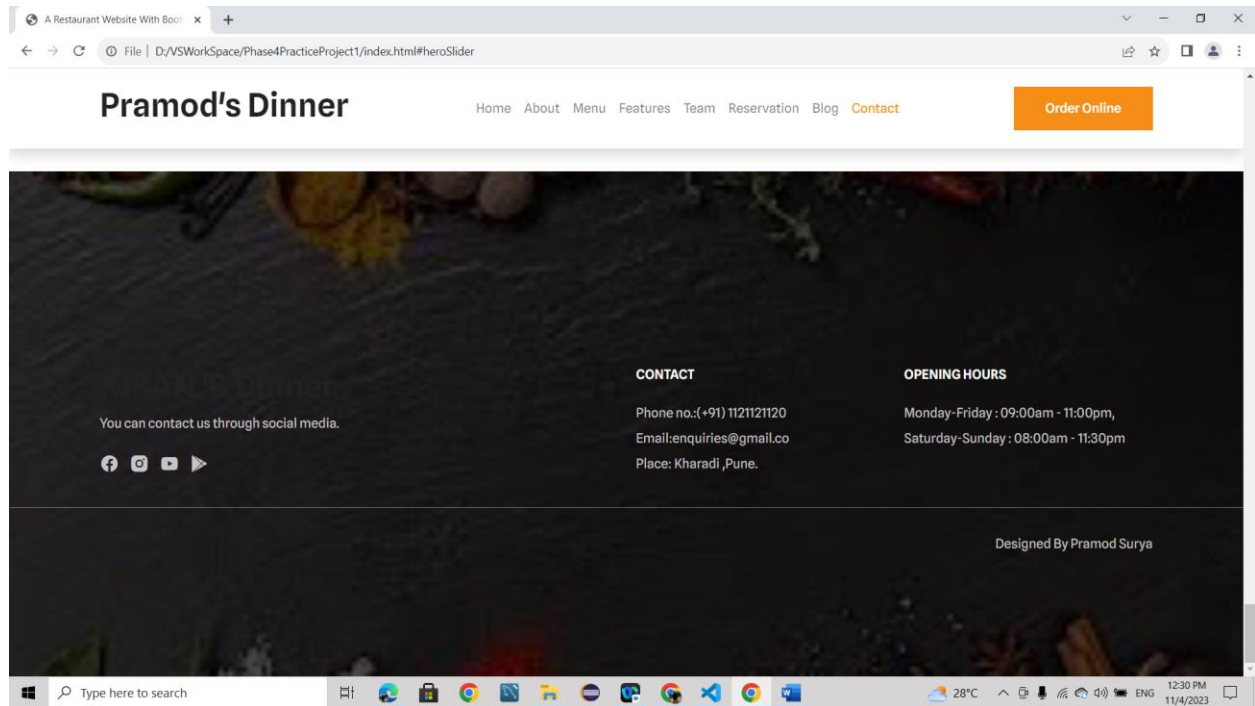 A Restaurant Website With Boot
File | D:/VSWorkSpace/Phase4PracticeProject1/index.html#heroSlider
Pramod's Dinner
Home About Menu Features Team Reservation Blog Contact
Order Online
Dinner
You can contact us through social media.
CONTACT
Phone no.:(+91) 1121121120
Email:enquiries@gmail.co
Place: Kharadi ,Pune.
OPENING HOURS
Monday-Friday : 09:00am - 11:00pm,
Saturday-Sunday : 08:00am - 11:30pm
Designed By Pramod Surya
Type here to search
28°C
ENG
12:30 PM
11/4/2023